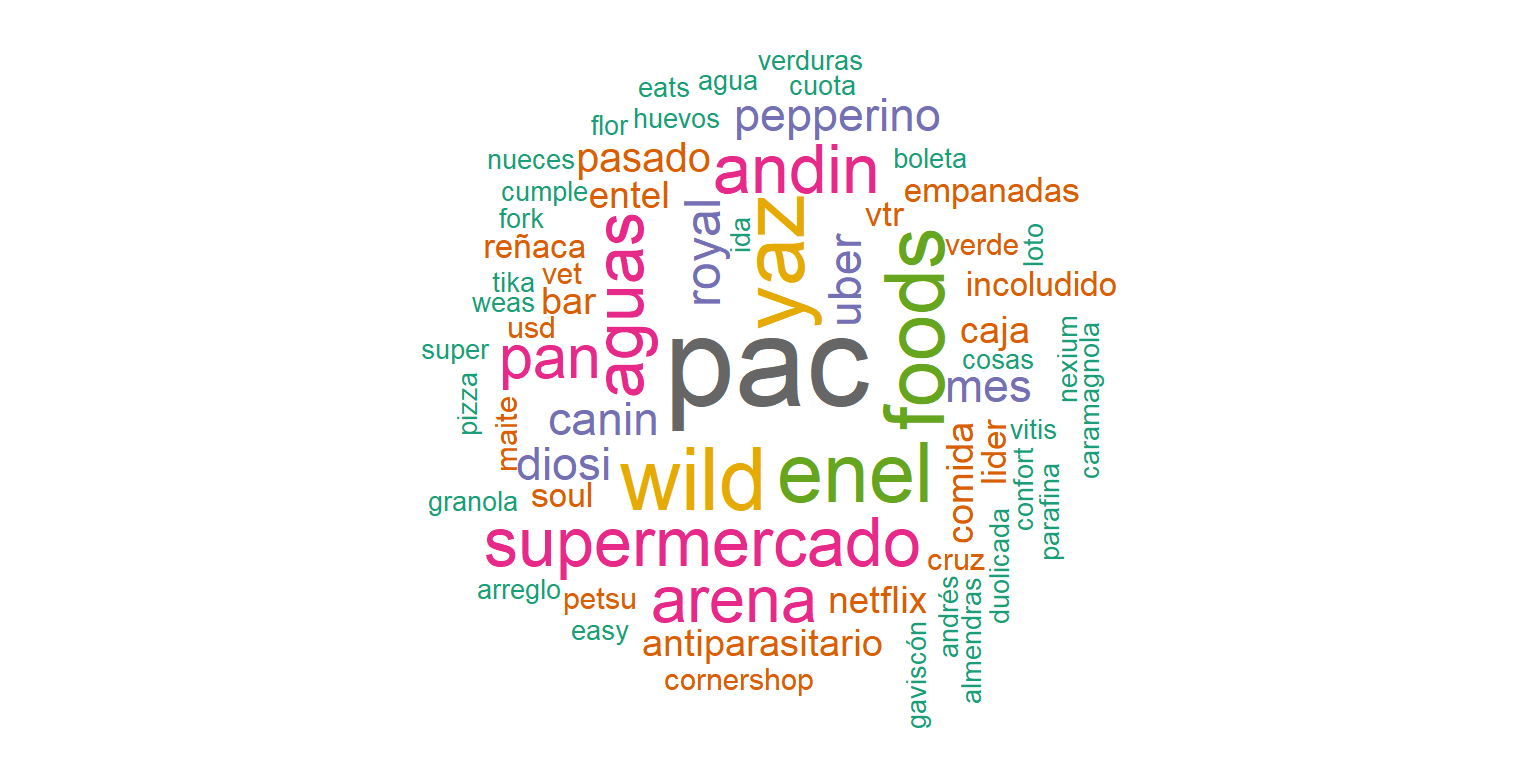 verduras
eats
agua
cuota
flor
huevos
pepperino
nueces
pasado
andin
boleta
cumple
entel
empanadas
fork
royal
ida
yaz
vtr
reñaca
aguas
uber
foods
verde
loto
tika
vet
incoludido
weas
bar
usd
caja
super
pan
pac
cosas
nexium
caramagnola
pizza
maite
canin
mes
diosi
comida
lider
vitis
granola
soul
wild
enel
confort
parafina
supermercado
cruz
duolicada
arreglo
petsu
arena
netflix
andrés
almendras
easy
antiparasitario
gaviscón
cornershop